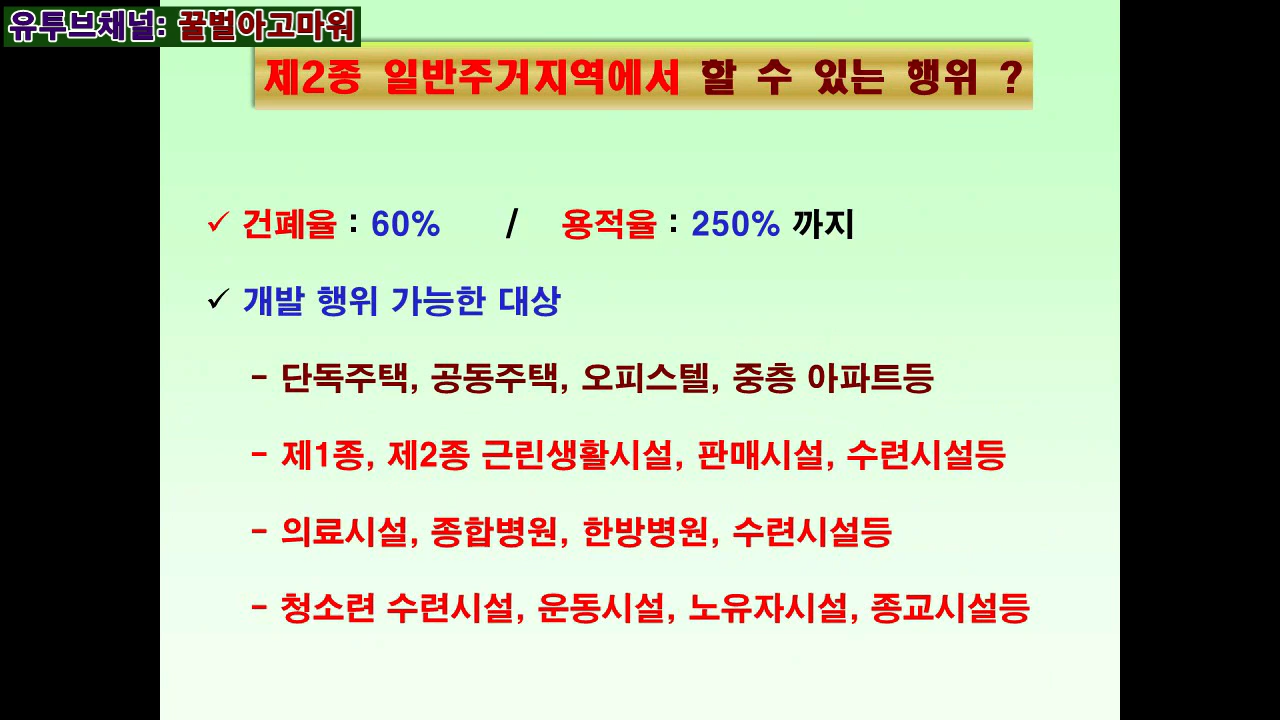 유투브채널: 꿀벌아고마워
제2종 일반주거지역에서 할 수 있는 행위 ?
✓ 건폐율 : 60% / 용적율 : 250% 까지
✓ 개발 행위 가능한 대상
- 단독주택, 공동주택, 오피스텔, 중층 아파트등
- 제1종, 제2종 근린생활시설, 판매시설, 수련시설등
- 의료시설, 종합병원, 한방병원, 수련시설등
- 청소련 수련시설, 운동시설, 노유자시설, 종교시설등